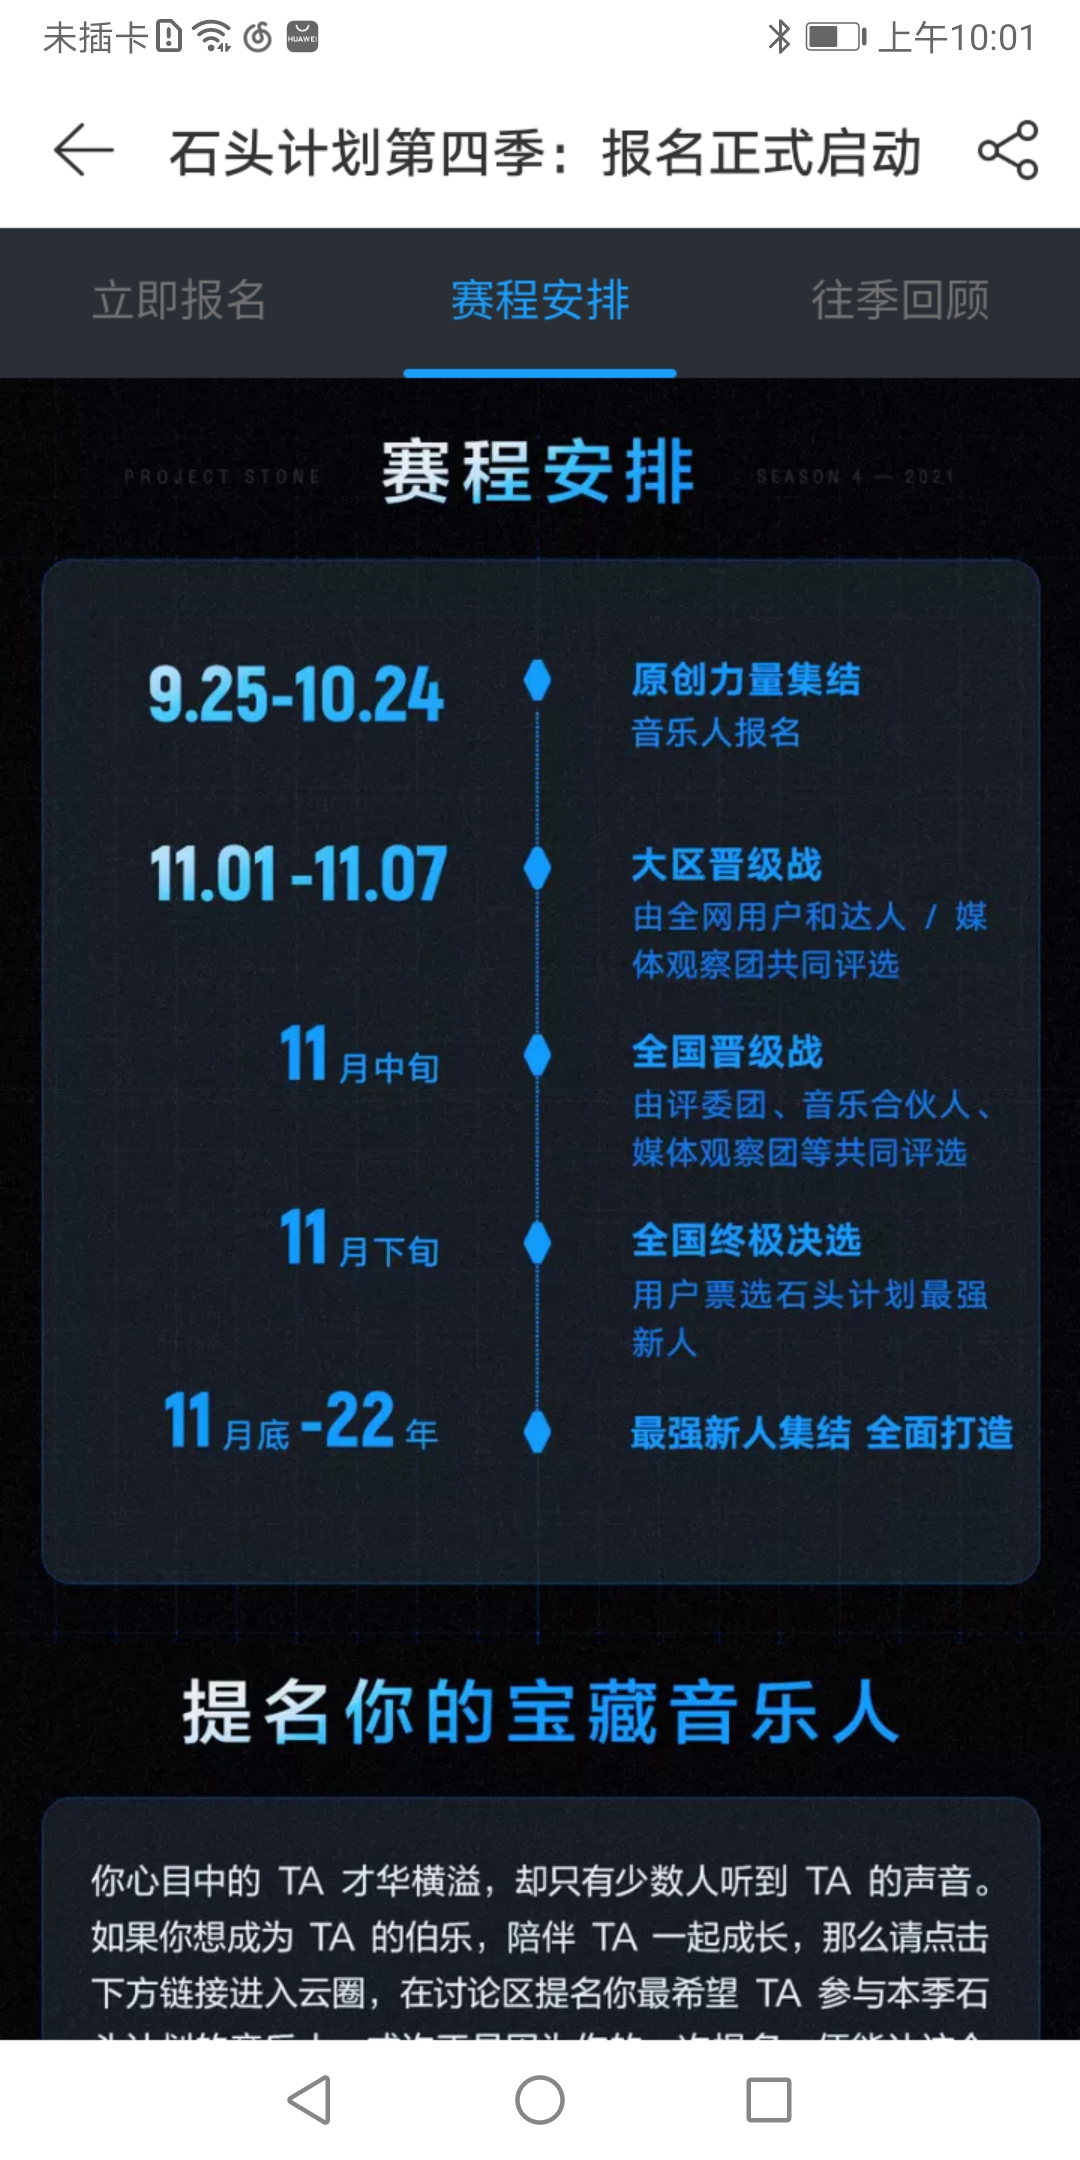 未插卡 HUAWEI 上午10:01
石头计划第四季：报名正式启动
立即报名 赛程安排 往季回顾
PROJECT STONE 赛程安排 SEASON 4 — 2021
9.25-10.24 原创力量集结
音乐人报名
11.01-11.07 大区晋级战
由全网用户和达人 / 媒
体观察团共同评选
11月中旬 全国晋级战
由评委团、音乐合伙人、
媒体观察团等共同评选
11月下旬 全国终极决选
用户票选石头计划最强
新人
11月底-22年 最强新人集结 全面打造
提名你的宝藏音乐人
你心目中的 TA 才华横溢，却只有少数人听到 TA 的声音。
如果你想成为 TA 的伯乐，陪伴 TA 一起成长，那么请点击
下方链接进入云圈，在讨论区提名你最希望 TA 参与本季石